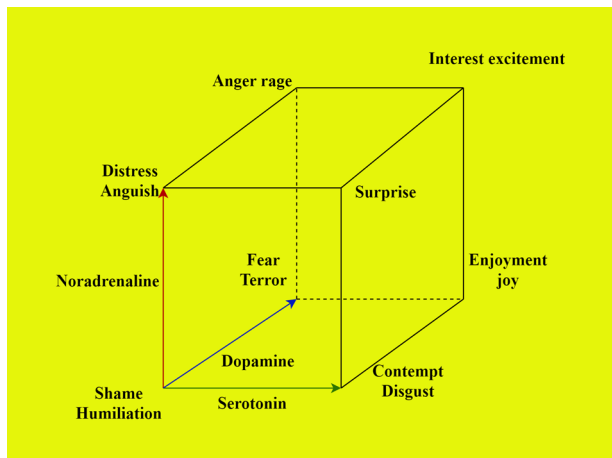 Interest excitement
Anger rage
Distress
Anguish
Surprise
Fear
Terror
Enjoyment
joy
Noradrenaline
Dopamine
Contempt
Disgust
Shame
Humiliation
Serotonin